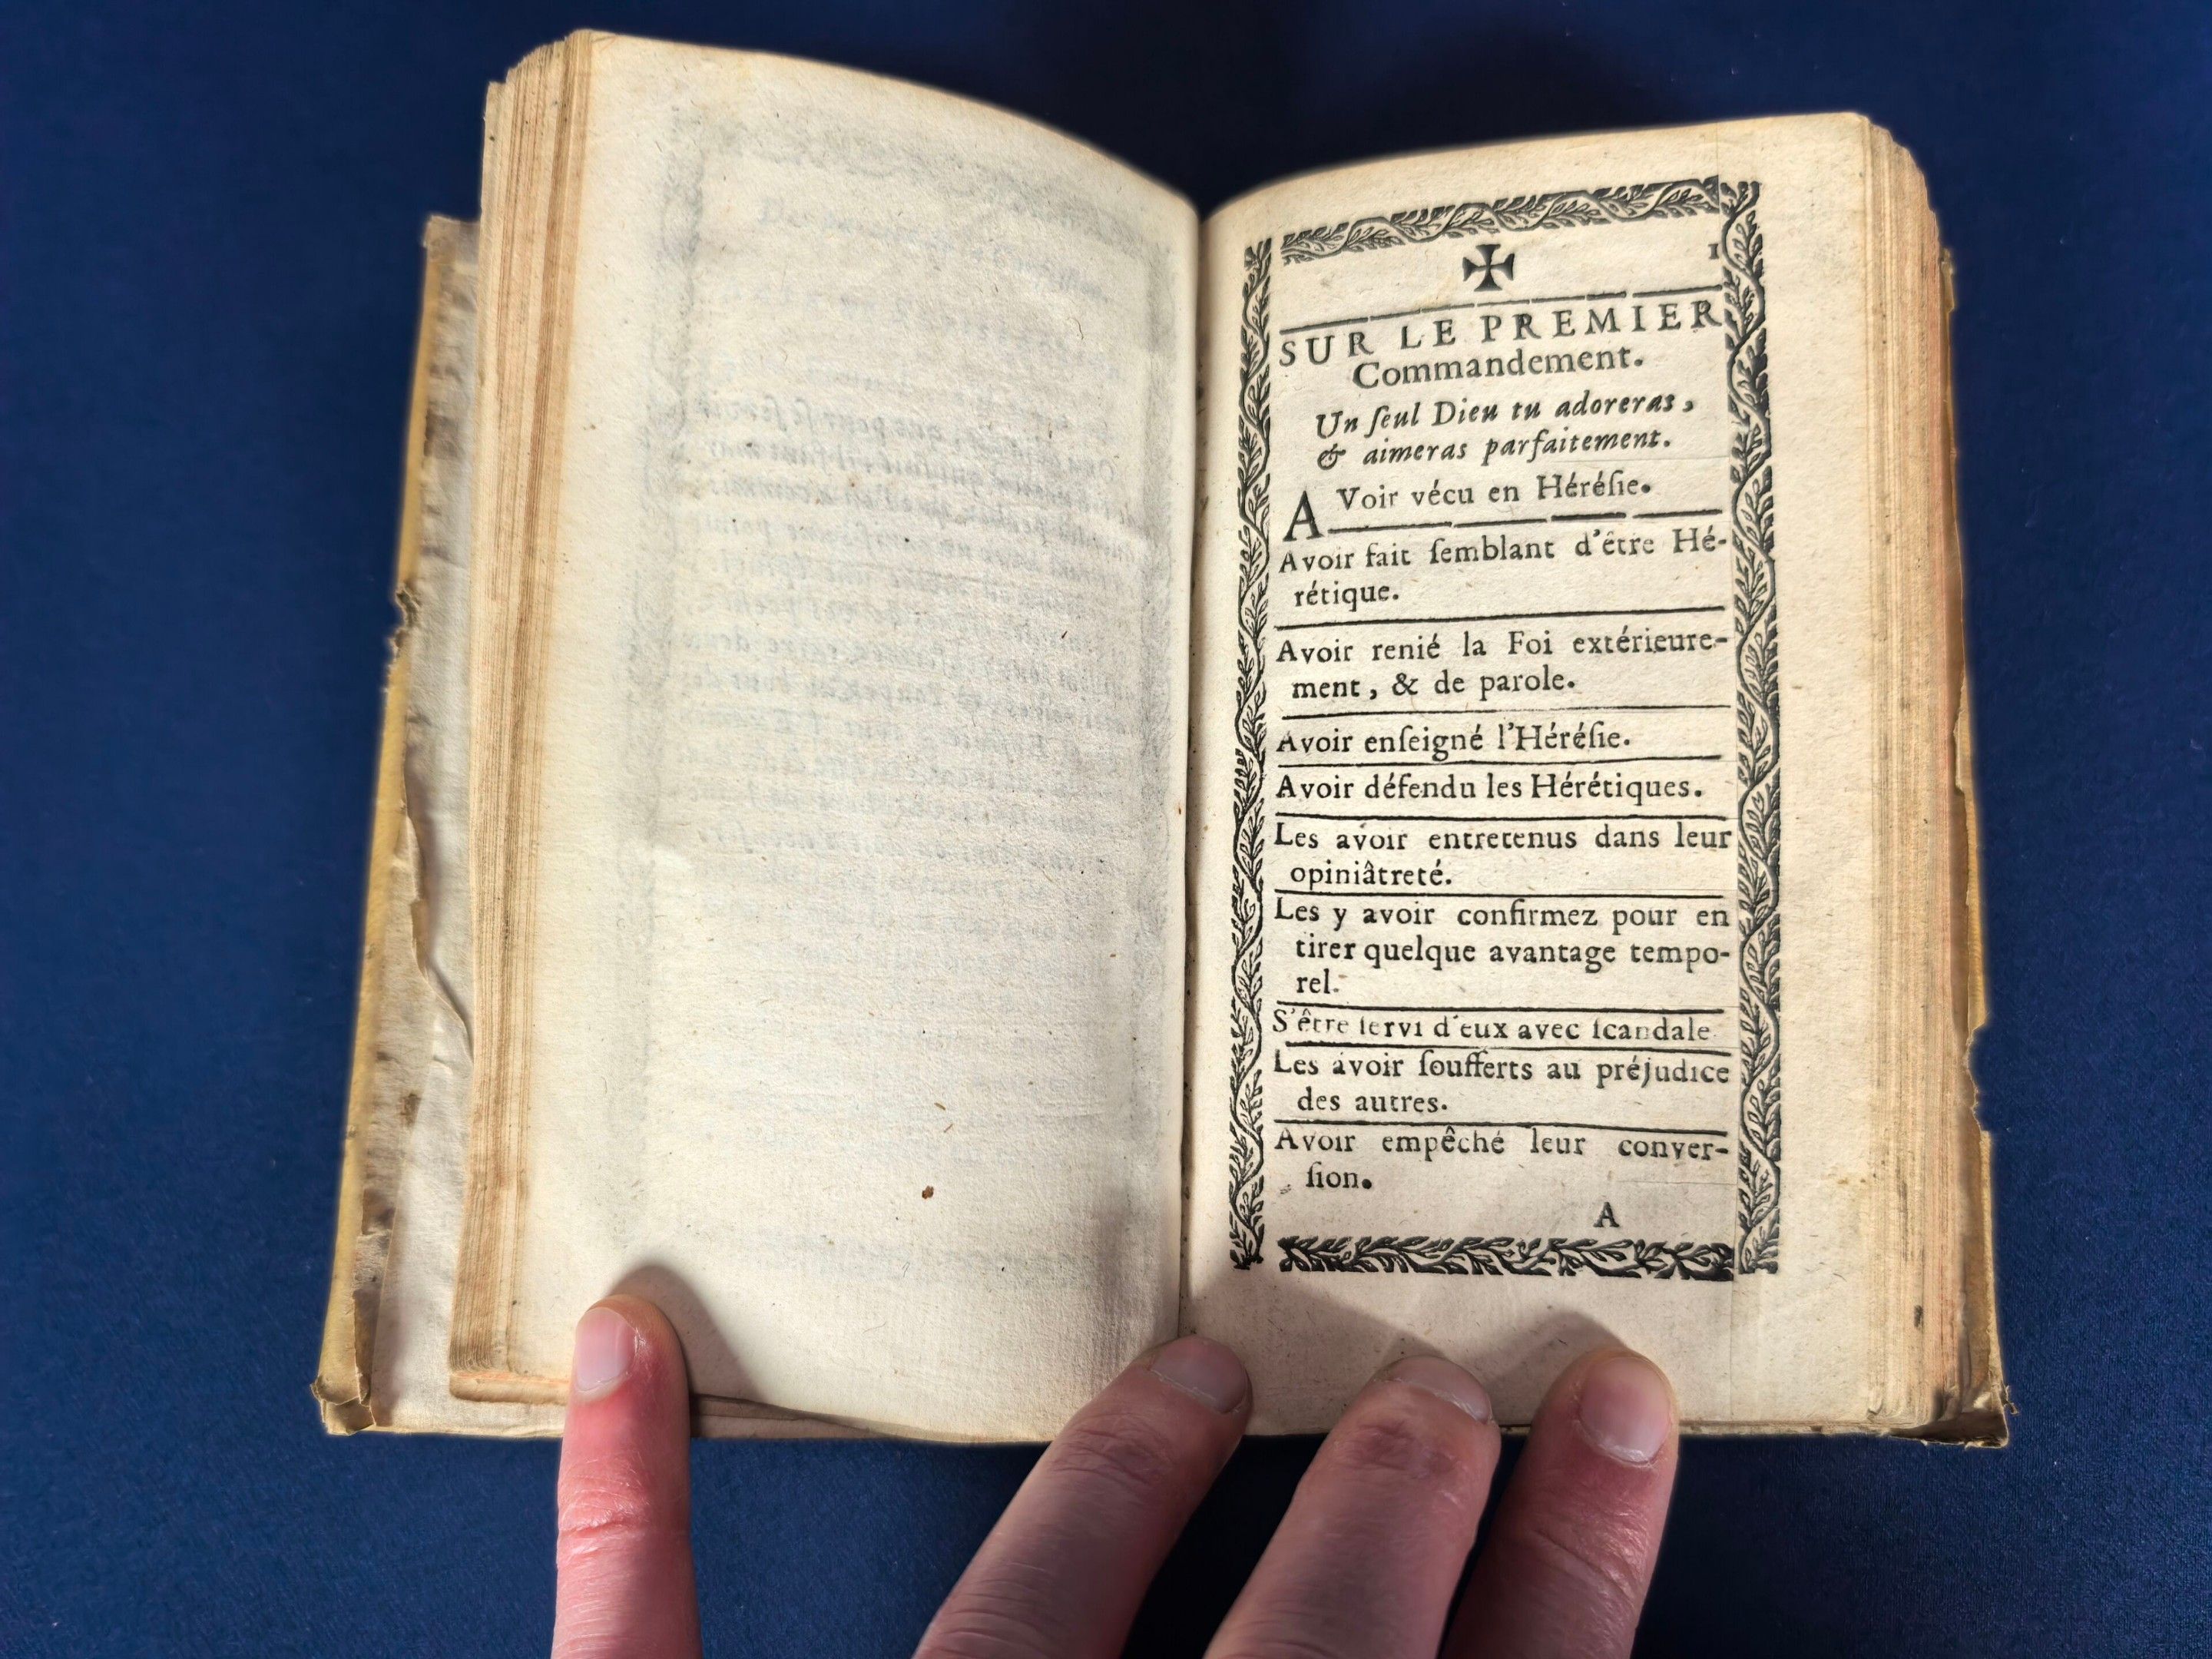 1
SUR LE PREMIER
Commandement.
Un ſeul Dieu tu adoreras,
& aimeras parfaitement.
AVoir vécu en Héréſie.
Avoir fait ſemblant d'être Hé-
rétique.
Avoir renié la Foi extérieure-
ment, & de parole.
Avoir enſeigné l'Héréſie.
Avoir défendu les Hérétiques.
Les avoir entretenus dans leur
opiniâtreté.
Les y avoir confirmez pour en
tirer quelque avantage tempo-
rel.
S'être ſervi d'eux avec ſcandale
Les avoir ſoufferts au préjudice
des autres.
Avoir empêché leur conver-
ſion.
A